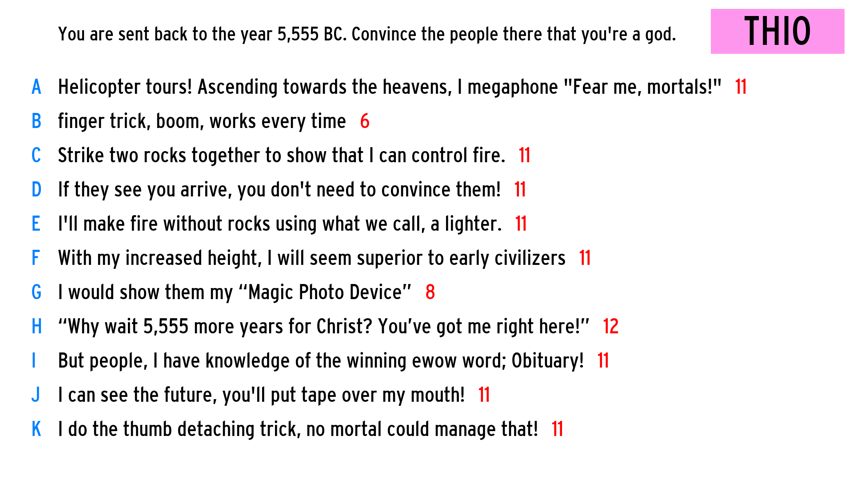 You are sent back to the year 5,555 BC. Convince the people there that you're a god.
THIO
A Helicopter tours! Ascending towards the heavens, I megaphone "Fear me, mortals!" 11
B finger trick, boom, works every time 6
C Strike two rocks together to show that I can control fire. 11
D If they see you arrive, you don't need to convince them! 11
E I'll make fire without rocks using what we call, a lighter. 11
F With my increased height, I will seem superior to early civilizers 11
G I would show them my “Magic Photo Device” 8
H “Why wait 5,555 more years for Christ? You’ve got me right here!” 12
I But people, I have knowledge of the winning ewow word; Obituary! 11
J I can see the future, you'll put tape over my mouth! 11
K I do the thumb detaching trick, no mortal could manage that! 11